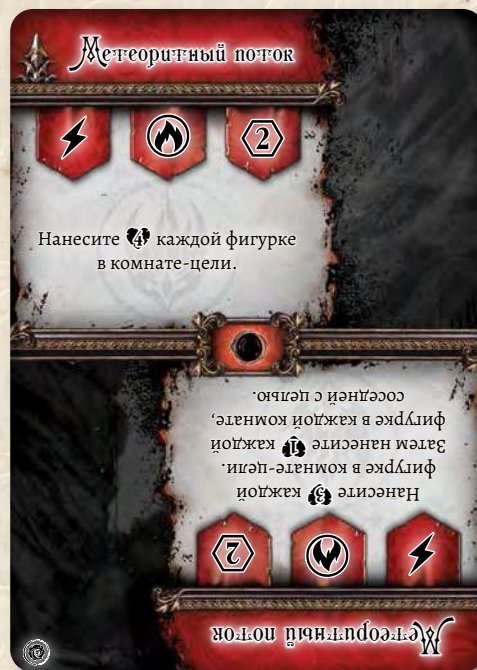 Метеоритный поток
2
Нанесите 4 каждой фигурке
в комнате-цели.
Метеоритный поток
2
Нанесите 3 каждой
фигурке в комнате-цели.
Затем нанесите 1 каждой
фигурке в каждой комнате,
соседней с целью.